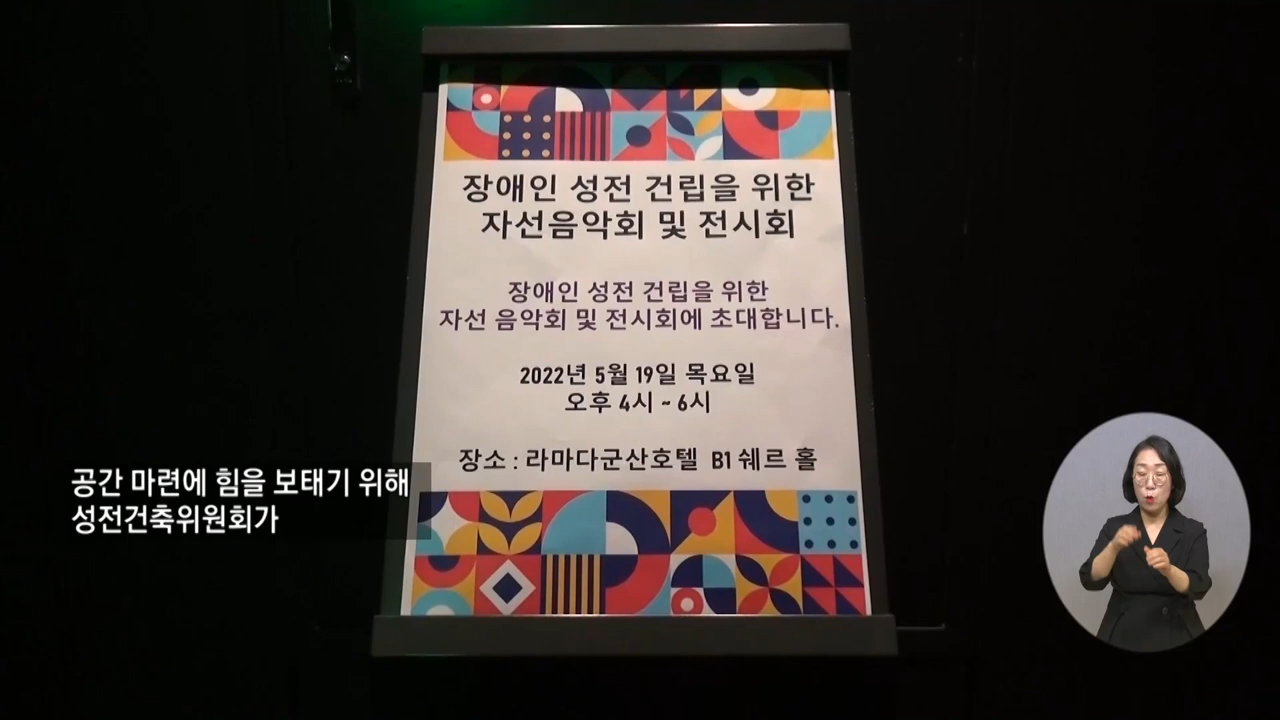 장애인 성전 건립을 위한
자선음악회 및 전시회
장애인 성전 건립을 위한
자선 음악회 및 전시회에 초대합니다.
2022년 5월 19일 목요일
오후 4시 ~ 6시
장소 : 라마다군산호텔 B1 쉐르 홀
공간 마련에 힘을 보태기 위해
성전건축위원회가